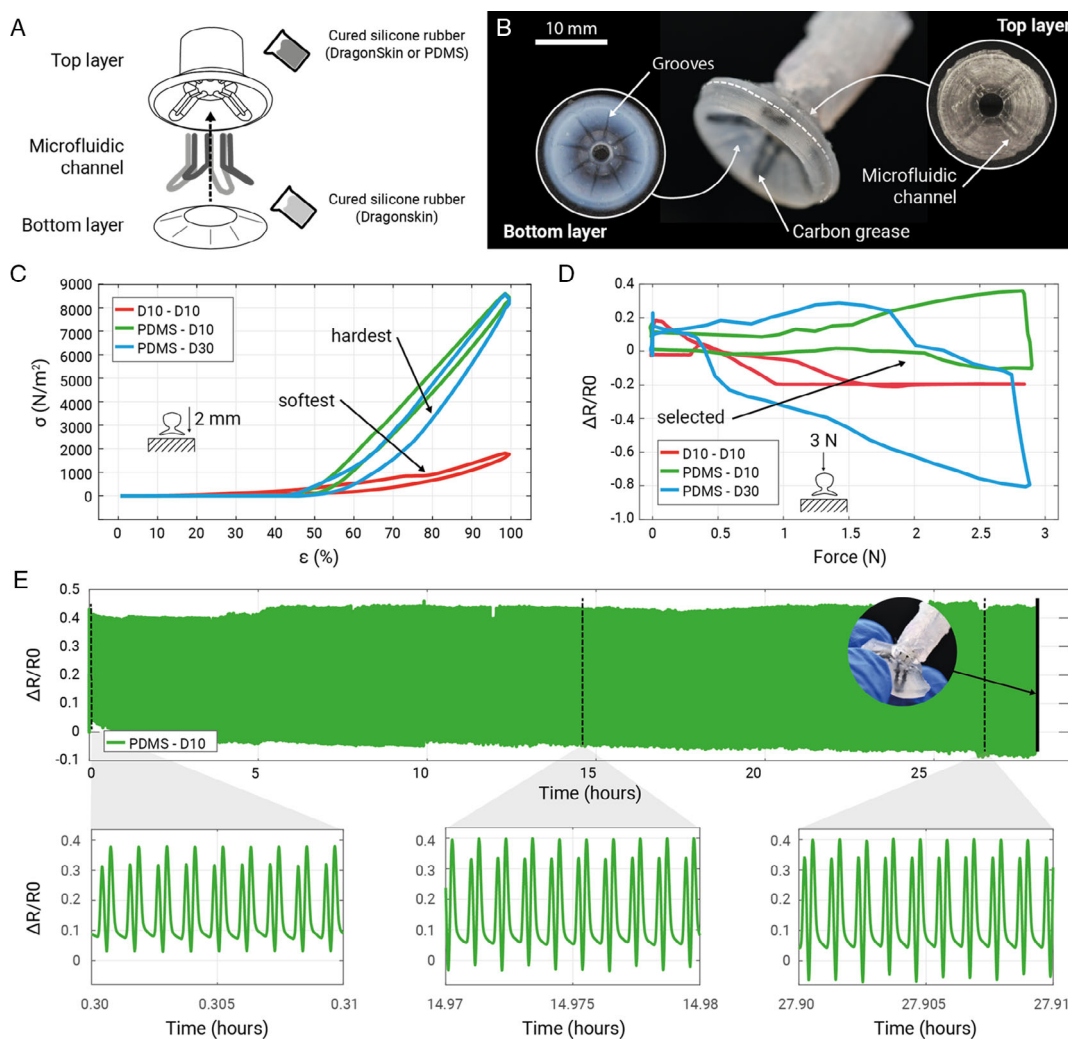 A
Top layer
Cured silicone rubber
(DragonSkin or PDMS)
Microfluidic
channel
Bottom layer
Cured silicone rubber
(Dragonskin)
B
10 mm
Grooves
Top layer
Microfluidic
channel
Bottom layer
Carbon grease
C
σ (N/m²)
9000
8000
7000
6000
5000
4000
3000
2000
1000
0
D10 - D10
PDMS - D10
PDMS - D30
hardest
softest
2 mm
0 10 20 30 40 50 60 70 80 90 100
ε (%)
D
ΔR/R0
0.4
0.2
0
-0.2
-0.4
-0.6
-0.8
-1.0
selected
D10 - D10
PDMS - D10
PDMS - D30
3 N
0 0.5 1 1.5 2 2.5 3
Force (N)
E
ΔR/R0
0.5
0.4
0.3
0.2
0.1
0
-0.1
PDMS - D10
0 5 10 15 20 25
Time (hours)
ΔR/R0
0.4
0.3
0.2
0.1
0
0.30 0.305 0.31
Time (hours)
0.4
0.3
0.2
0.1
0
14.97 14.975 14.98
Time (hours)
0.4
0.3
0.2
0.1
0
27.90 27.905 27.91
Time (hours)